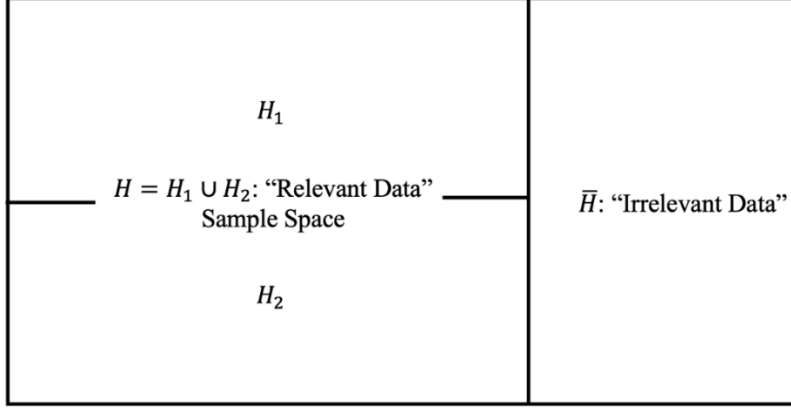 H₁
H = H₁ ∪ H₂: “Relevant Data”
Sample Space
H̅: “Irrelevant Data”
H₂